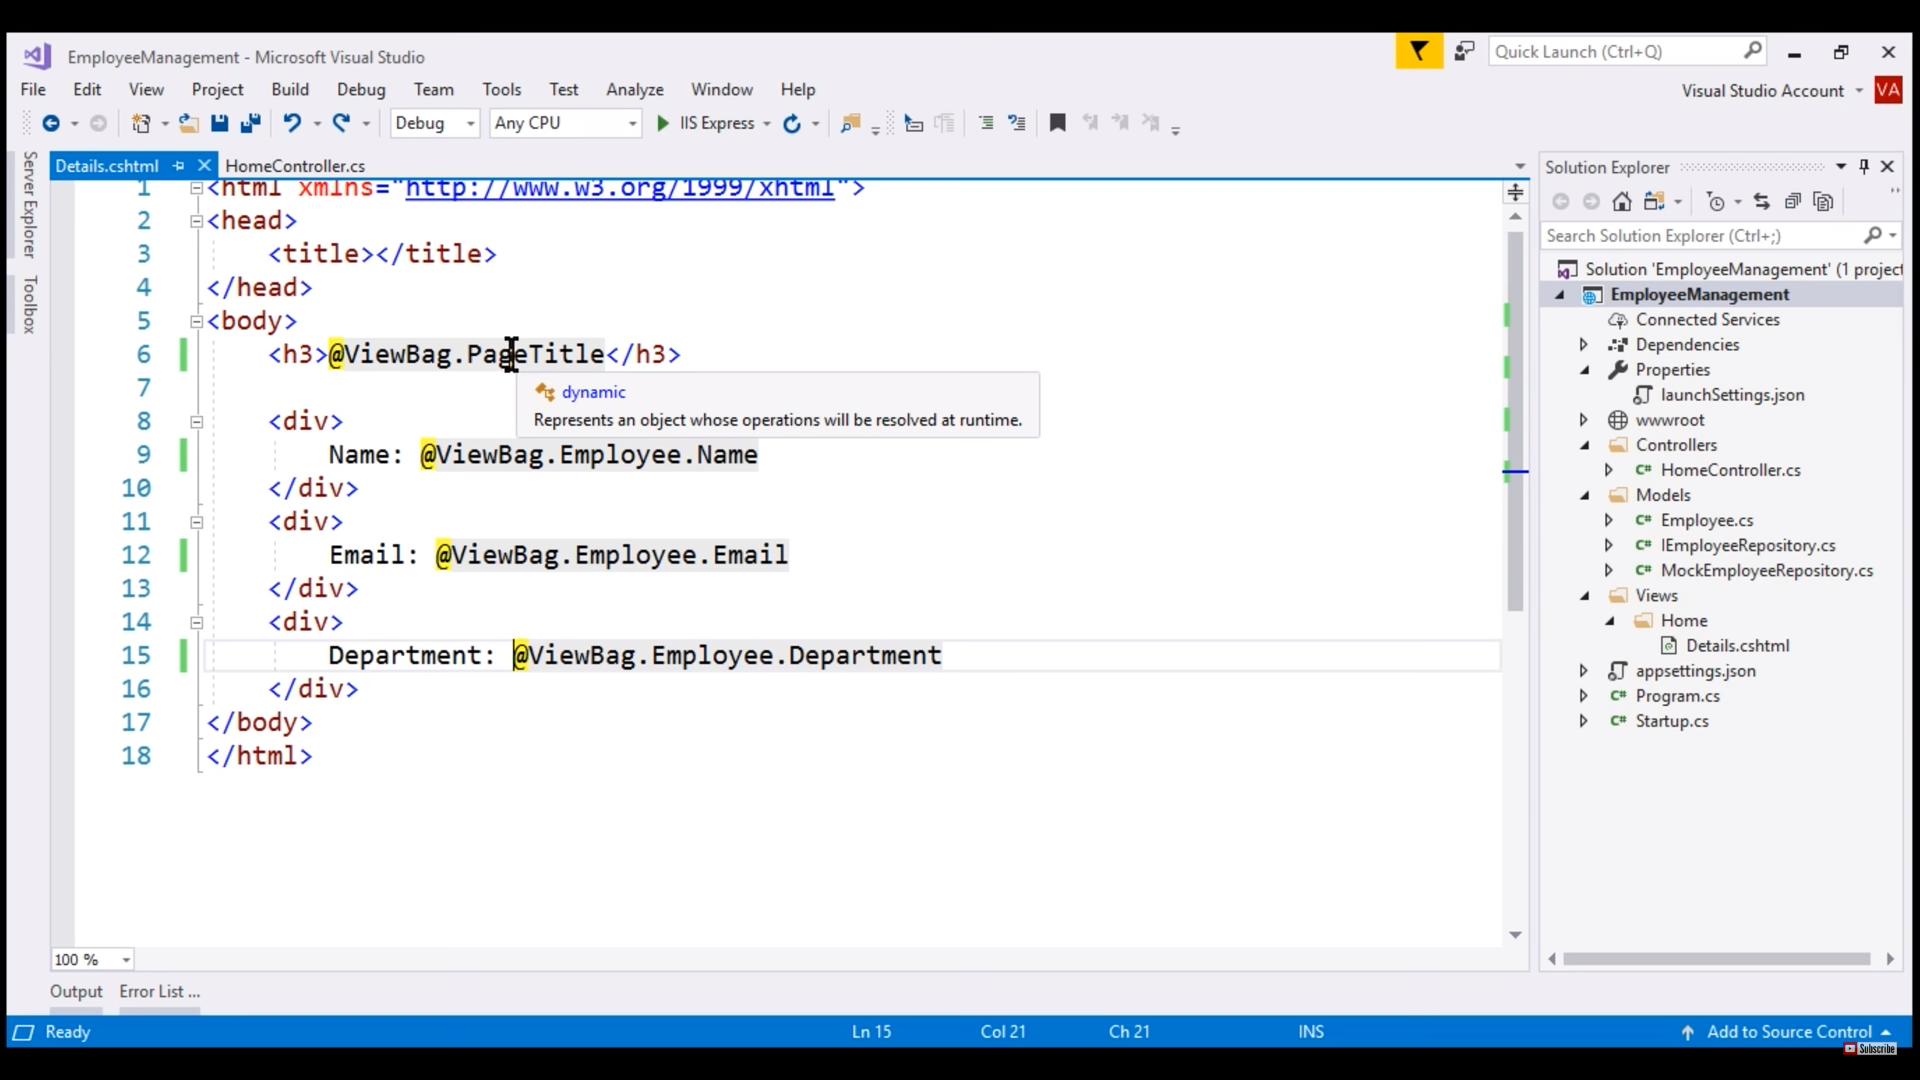 EmployeeManagement - Microsoft Visual Studio
Quick Launch (Ctrl+Q)
File Edit View Project Build Debug Team Tools Test Analyze Window Help
Visual Studio Account VA
Debug Any CPU IIS Express
Server Explorer
Toolbox
Details.cshtml HomeController.cs
1 <html xmlns="http://www.w3.org/1999/xhtml">
2 <head>
3 <title></title>
4 </head>
5 <body>
6 <h3>@ViewBag.PageTitle</h3>
dynamic
Represents an object whose operations will be resolved at runtime.
7
8 <div>
9 Name: @ViewBag.Employee.Name
10 </div>
11 <div>
12 Email: @ViewBag.Employee.Email
13 </div>
14 <div>
15 Department: @ViewBag.Employee.Department
16 </div>
17 </body>
18 </html>
100 %
Output Error List ...
Solution Explorer
Search Solution Explorer (Ctrl+;)
Solution 'EmployeeManagement' (1 project
EmployeeManagement
Connected Services
Dependencies
Properties
launchSettings.json
wwwroot
Controllers
C# HomeController.cs
Models
C# Employee.cs
C# IEmployeeRepository.cs
C# MockEmployeeRepository.cs
Views
Home
Details.cshtml
appsettings.json
C# Program.cs
C# Startup.cs
Ready Ln 15 Col 21 Ch 21 INS Add to Source Control
Subscribe